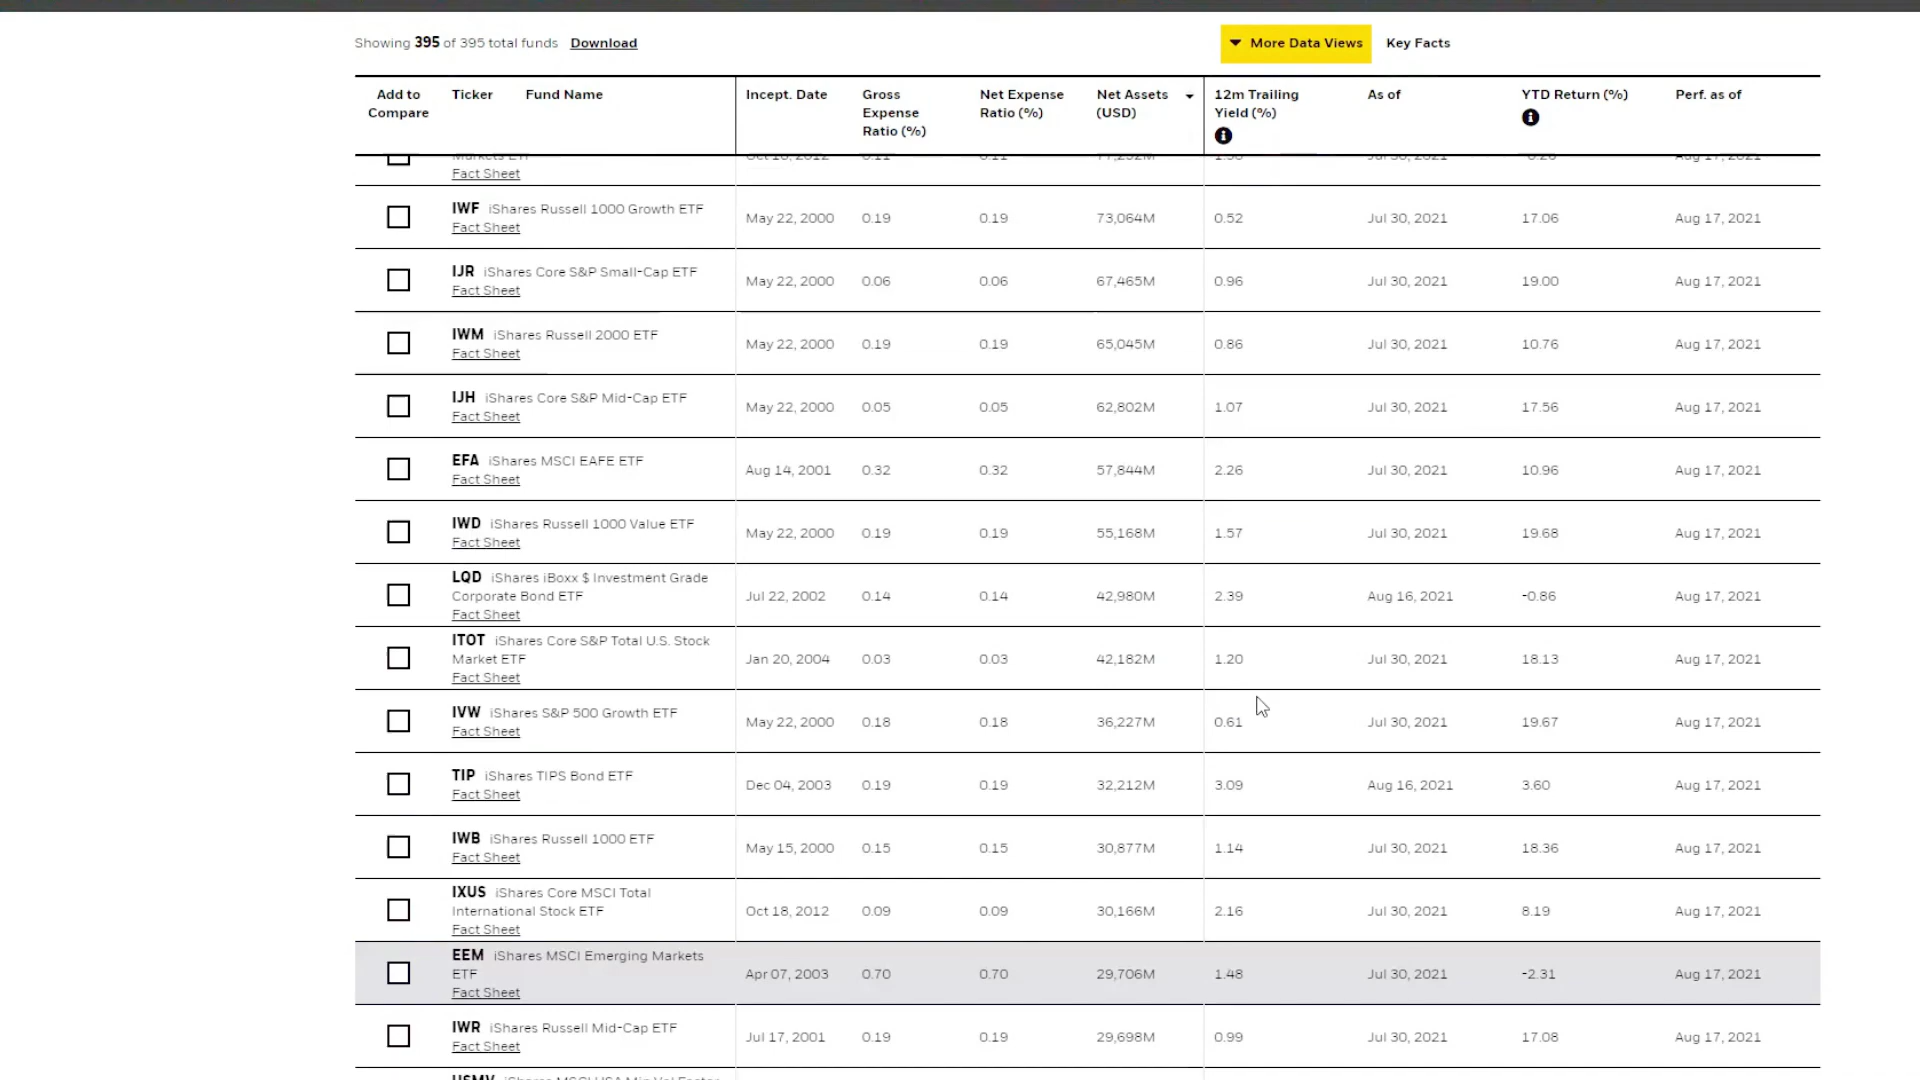 Showing 395 of 395 total funds Download More Data Views Key Facts
Add to Compare Ticker Fund Name Incept. Date Gross Expense Ratio (%) Net Expense Ratio (%) Net Assets (USD) 12m Trailing Yield (%) As of YTD Return (%) Perf. as of
Fact Sheet
IWF iShares Russell 1000 Growth ETF May 22, 2000 0.19 0.19 73,064M 0.52 Jul 30, 2021 17.06 Aug 17, 2021
Fact Sheet
IJR iShares Core S&P Small-Cap ETF May 22, 2000 0.06 0.06 67,465M 0.96 Jul 30, 2021 19.00 Aug 17, 2021
Fact Sheet
IWM iShares Russell 2000 ETF May 22, 2000 0.19 0.19 65,045M 0.86 Jul 30, 2021 10.76 Aug 17, 2021
Fact Sheet
IJH iShares Core S&P Mid-Cap ETF May 22, 2000 0.05 0.05 62,802M 1.07 Jul 30, 2021 17.56 Aug 17, 2021
Fact Sheet
EFA iShares MSCI EAFE ETF Aug 14, 2001 0.32 0.32 57,844M 2.26 Jul 30, 2021 10.96 Aug 17, 2021
Fact Sheet
IWD iShares Russell 1000 Value ETF May 22, 2000 0.19 0.19 55,168M 1.57 Jul 30, 2021 19.68 Aug 17, 2021
Fact Sheet
LQD iShares iBoxx $ Investment Grade
Corporate Bond ETF Jul 22, 2002 0.14 0.14 42,980M 2.39 Aug 16, 2021 -0.86 Aug 17, 2021
Fact Sheet
ITOT iShares Core S&P Total U.S. Stock
Market ETF Jan 20, 2004 0.03 0.03 42,182M 1.20 Jul 30, 2021 18.13 Aug 17, 2021
Fact Sheet
IVW iShares S&P 500 Growth ETF May 22, 2000 0.18 0.18 36,227M 0.61 Jul 30, 2021 19.67 Aug 17, 2021
Fact Sheet
TIP iShares TIPS Bond ETF Dec 04, 2003 0.19 0.19 32,212M 3.09 Aug 16, 2021 3.60 Aug 17, 2021
Fact Sheet
IWB iShares Russell 1000 ETF May 15, 2000 0.15 0.15 30,877M 1.14 Jul 30, 2021 18.36 Aug 17, 2021
Fact Sheet
IXUS iShares Core MSCI Total
International Stock ETF Oct 18, 2012 0.09 0.09 30,166M 2.16 Jul 30, 2021 8.19 Aug 17, 2021
Fact Sheet
EEM iShares MSCI Emerging Markets
ETF Apr 07, 2003 0.70 0.70 29,706M 1.48 Jul 30, 2021 -2.31 Aug 17, 2021
Fact Sheet
IWR iShares Russell Mid-Cap ETF Jul 17, 2001 0.19 0.19 29,698M 0.99 Jul 30, 2021 17.08 Aug 17, 2021
Fact Sheet